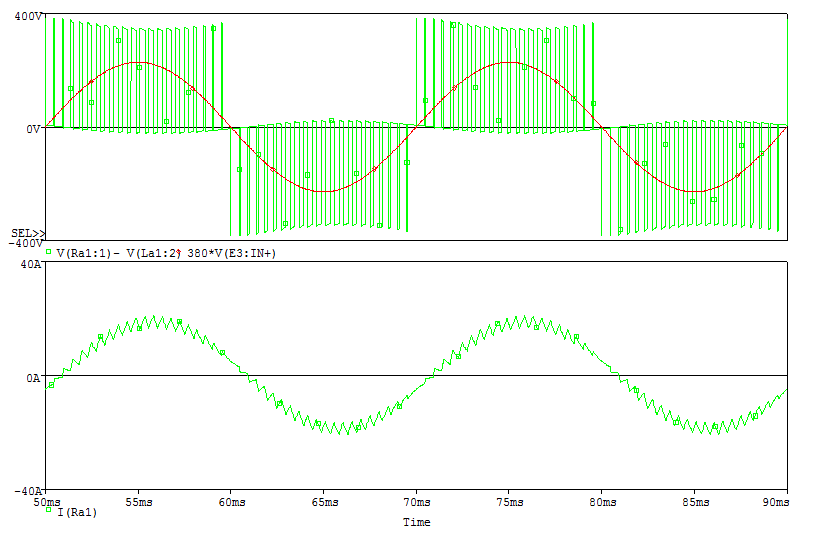 400V
0V
SEL>>
-400V
V(Ra1:1)- V(La1:2) 380*V(E3:IN+)
40A
0A
-40A
50ms 55ms 60ms 65ms 70ms 75ms 80ms 85ms 90ms
I(Ra1)
Time